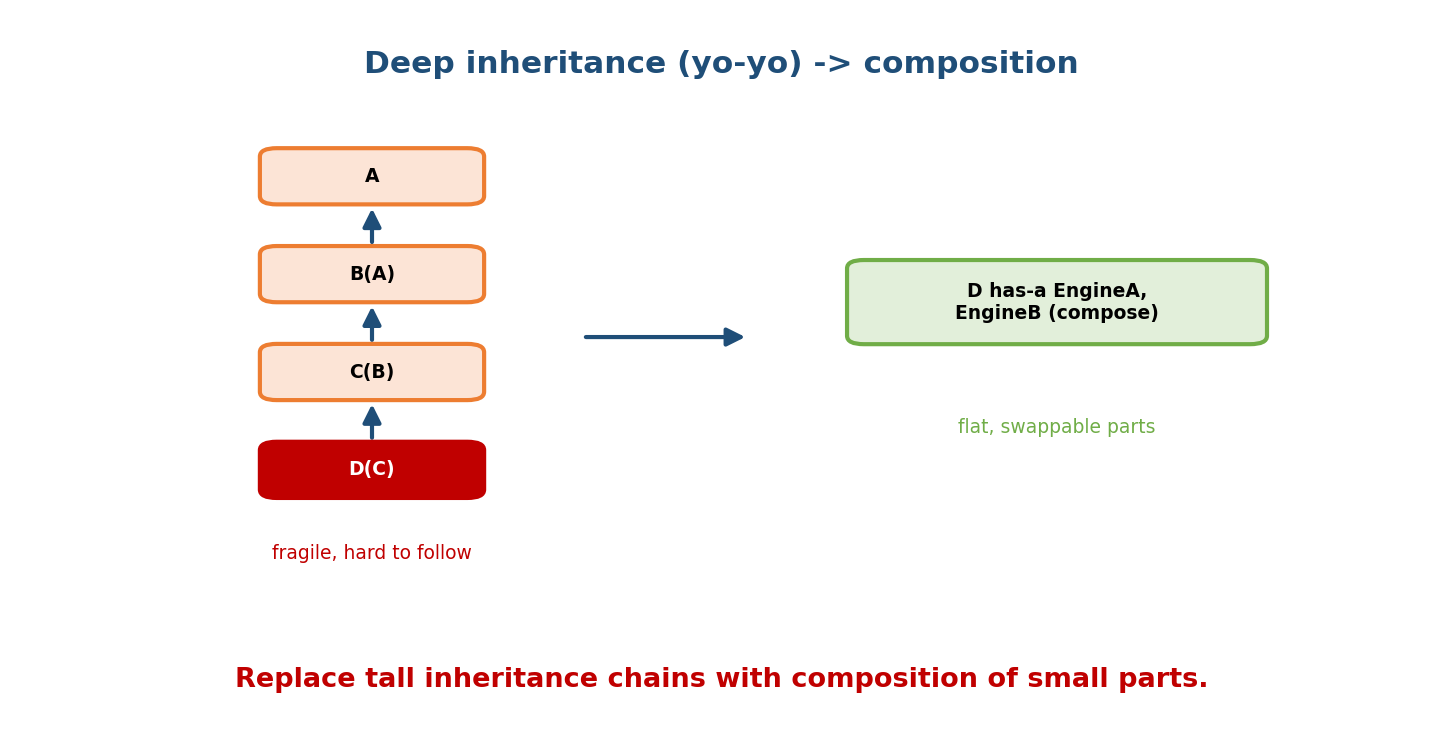 Deep inheritance (yo-yo) -> composition
A
B(A)
C(B)
D(C)
fragile, hard to follow
D has-a EngineA,
EngineB (compose)
flat, swappable parts
Replace tall inheritance chains with composition of small parts.